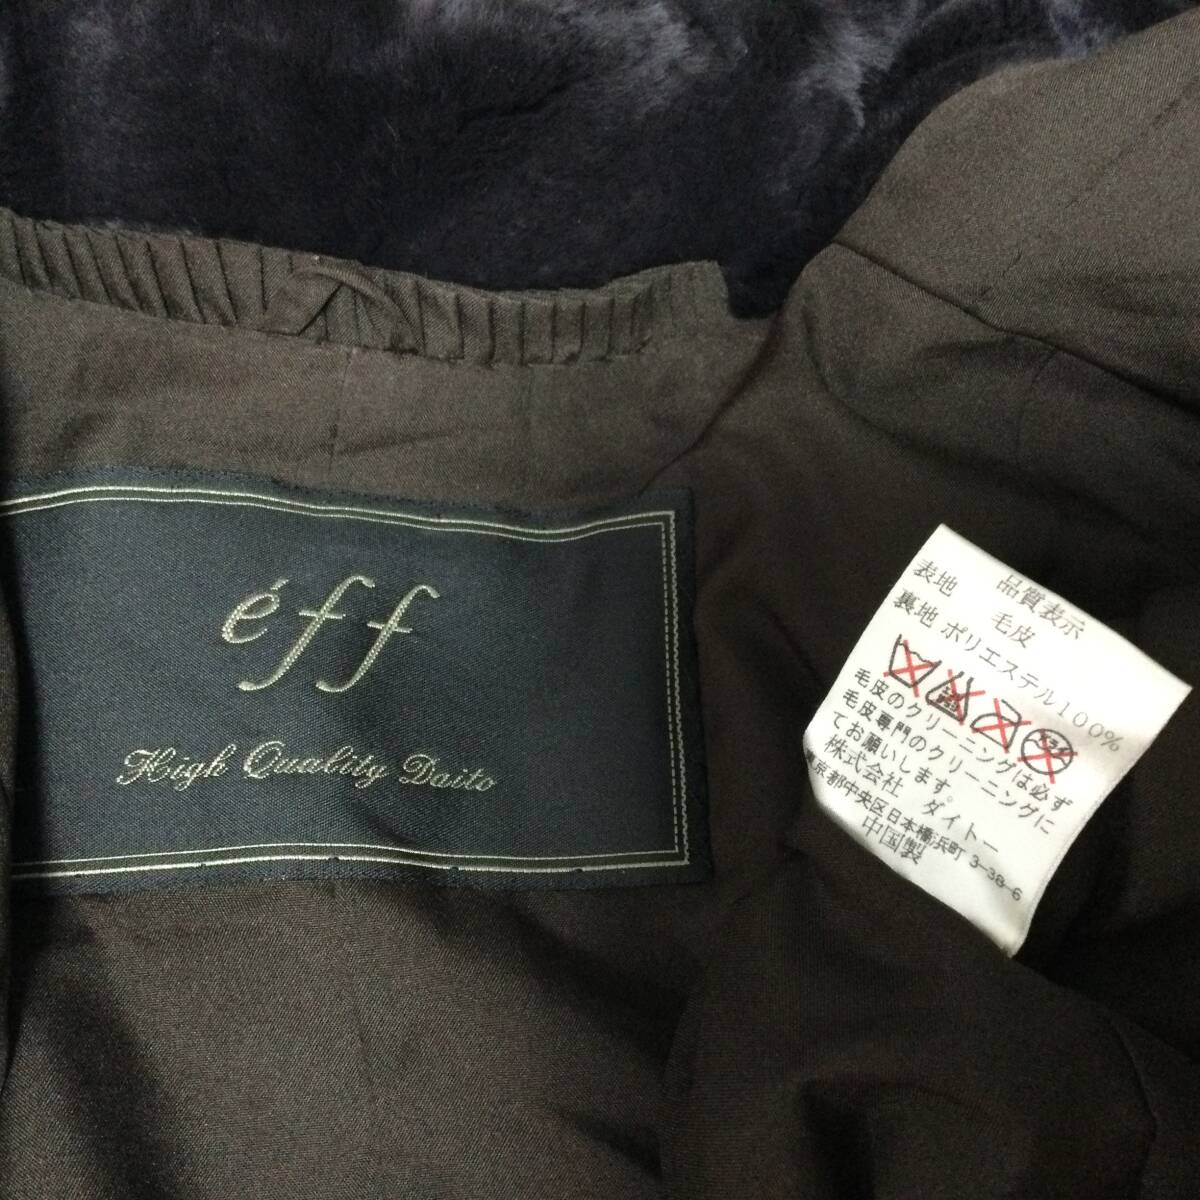 éff
High Quality Daito
品質表示
表地 毛皮
裏地 ポリエステル100%
毛皮のクリーニングは必ず
毛皮専門のクリーニングに
てお願いします。
株式会社 ダイトー
東京都中央区日本橋浜町 3-38-6
中国製